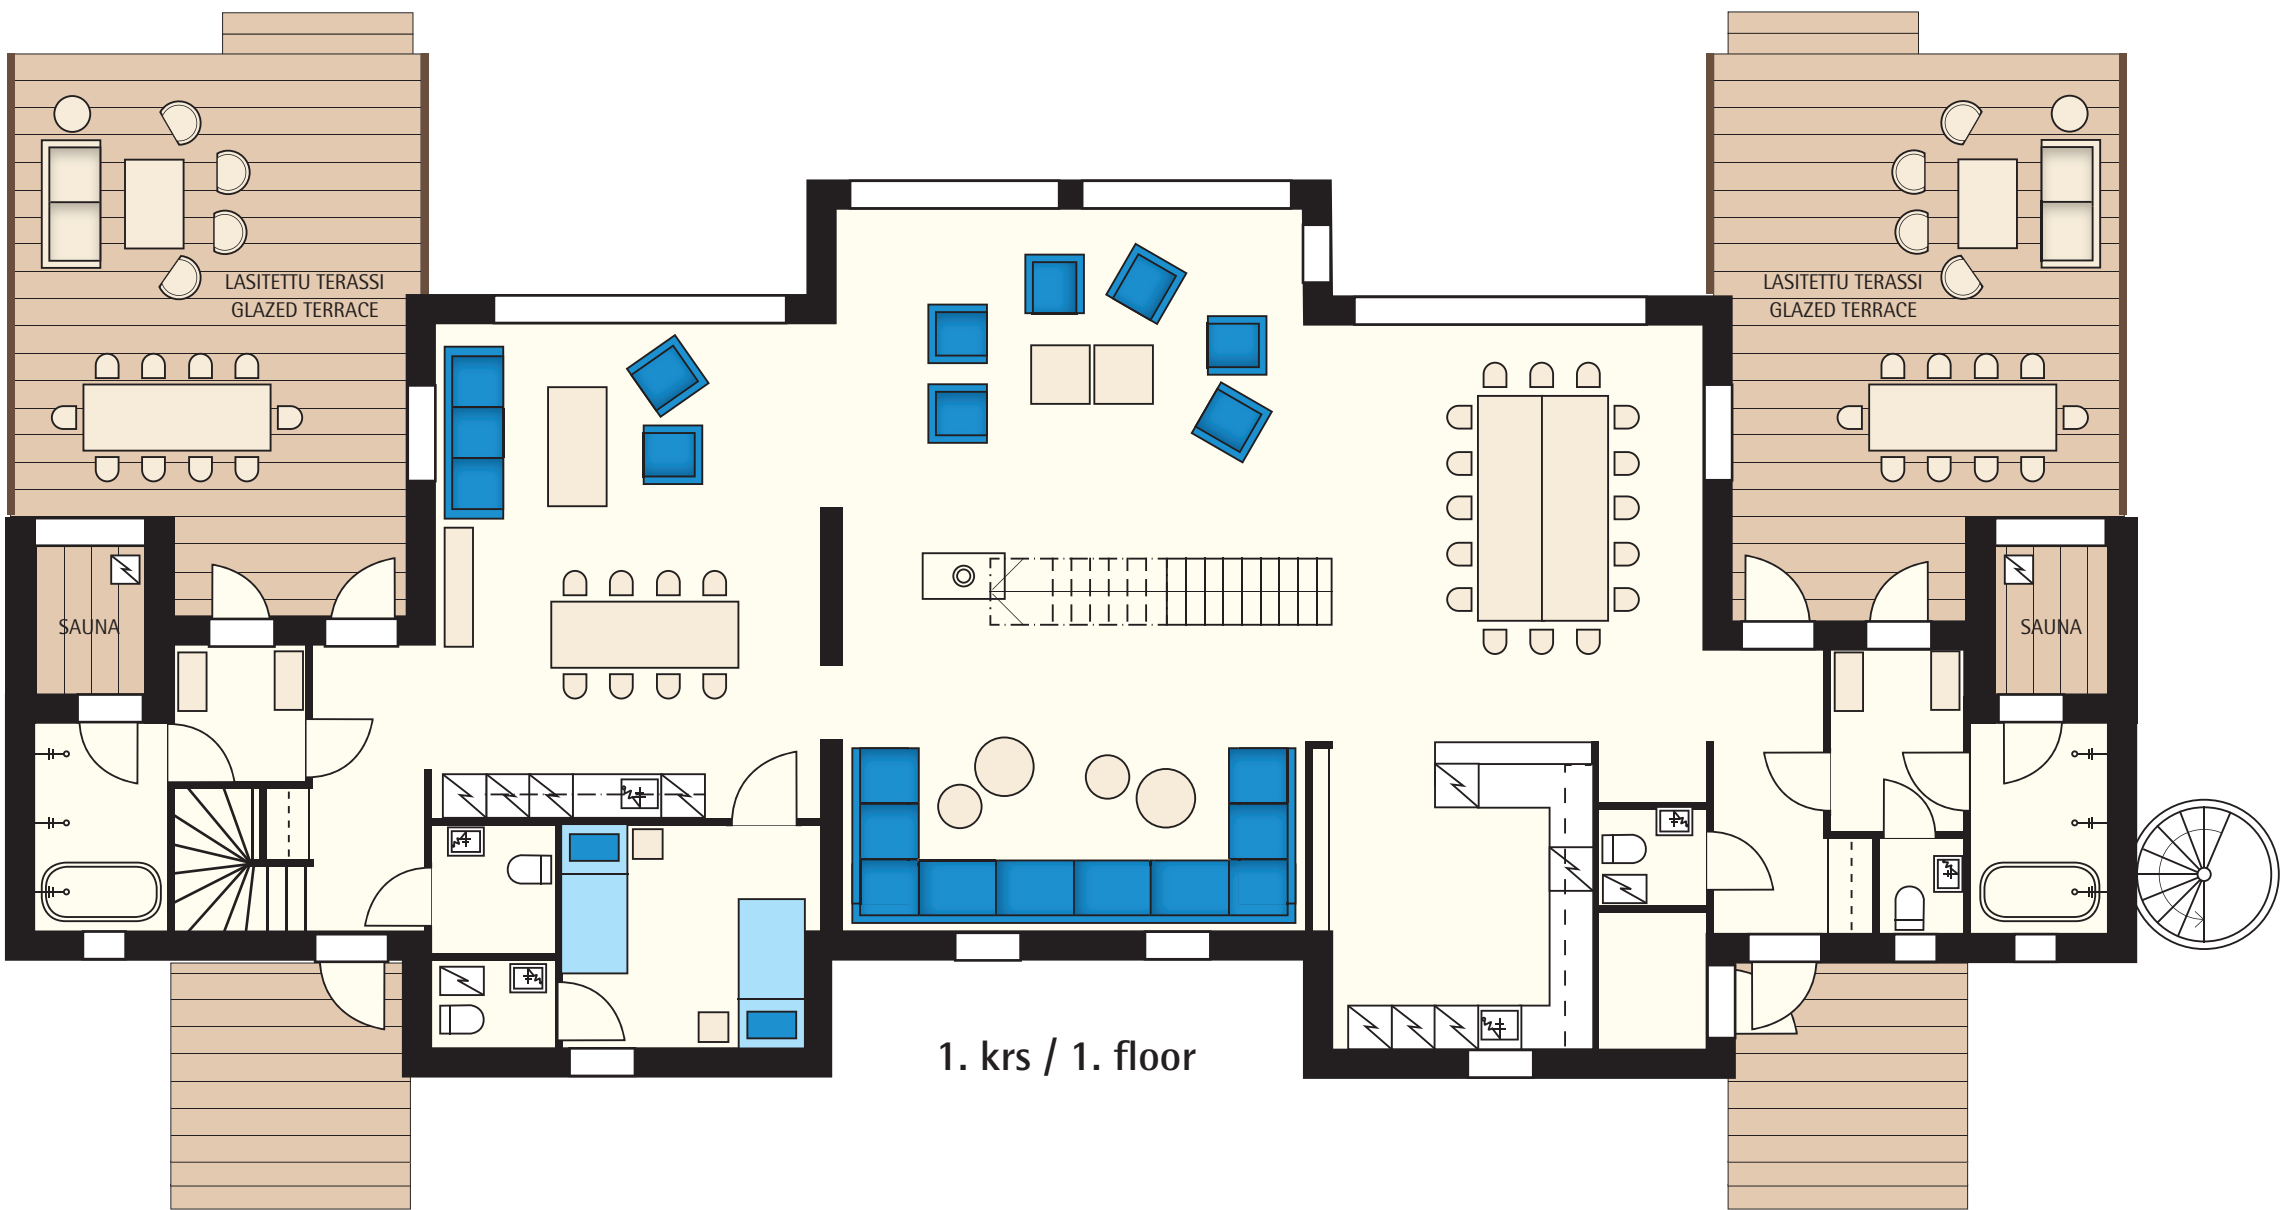 LASITETTU TERASSI
GLAZED TERRACE
LASITETTU TERASSI
GLAZED TERRACE
SAUNA
SAUNA
1. krs / 1. floor